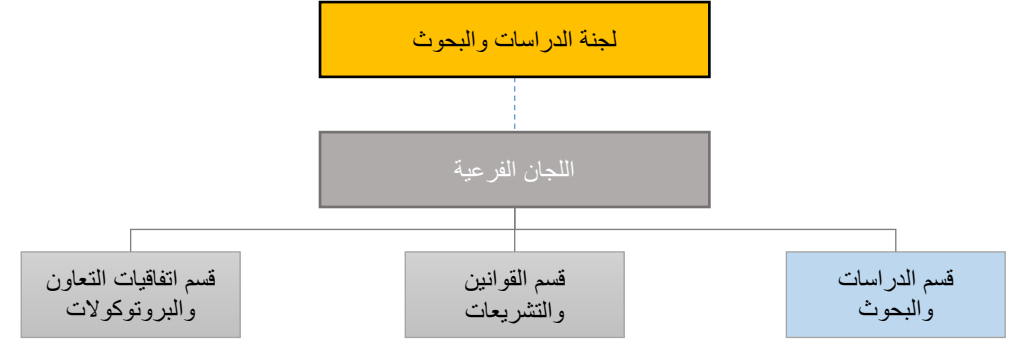 لجنة الدراسات والبحوث
اللجان الفرعية
قسم الدراسات
والبحوث
قسم القوانين
والتشريعات
قسم اتفاقيات التعاون
والبروتوكولات